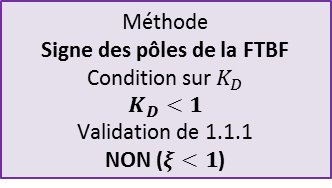 Méthode
Signe des pôles de la FTBF
Condition sur K_D
K_D < 1
Validation de 1.1.1
NON (ξ < 1)